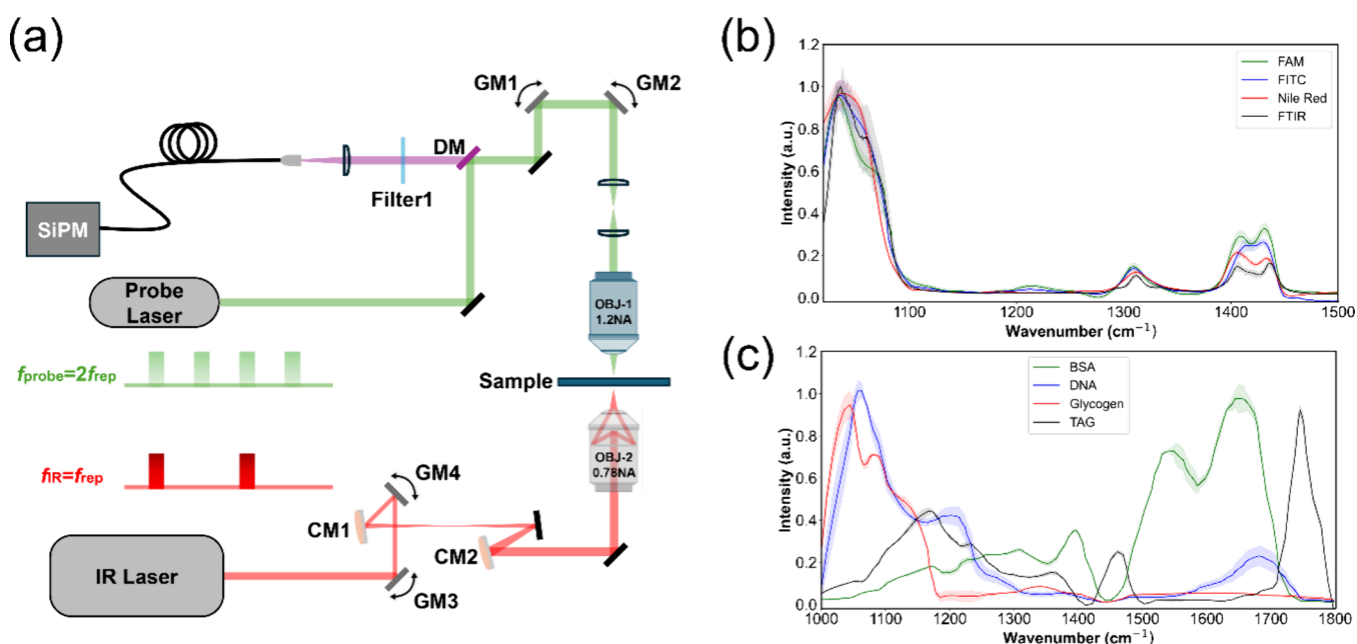 (a)
GM1
GM2
DM
Filter1
SiPM
Probe
Laser
OBJ-1
1.2NA
fprobe=2frep
Sample
OBJ-2
0.78NA
fIR=frep
GM4
CM1
CM2
IR Laser
GM3
(b)
FAM
FITC
Nile Red
FTIR
Intensity (a.u.)
1.0
0.8
0.6
0.4
0.2
0.0
1100
1200
1300
1400
1500
Wavenumber (cm⁻¹)
(c)
BSA
DNA
Glycogen
TAG
Intensity (a.u.)
1.2
1.0
0.8
0.6
0.4
0.2
0.0
1000
1100
1200
1300
1400
1500
1600
1700
1800
Wavenumber (cm⁻¹)